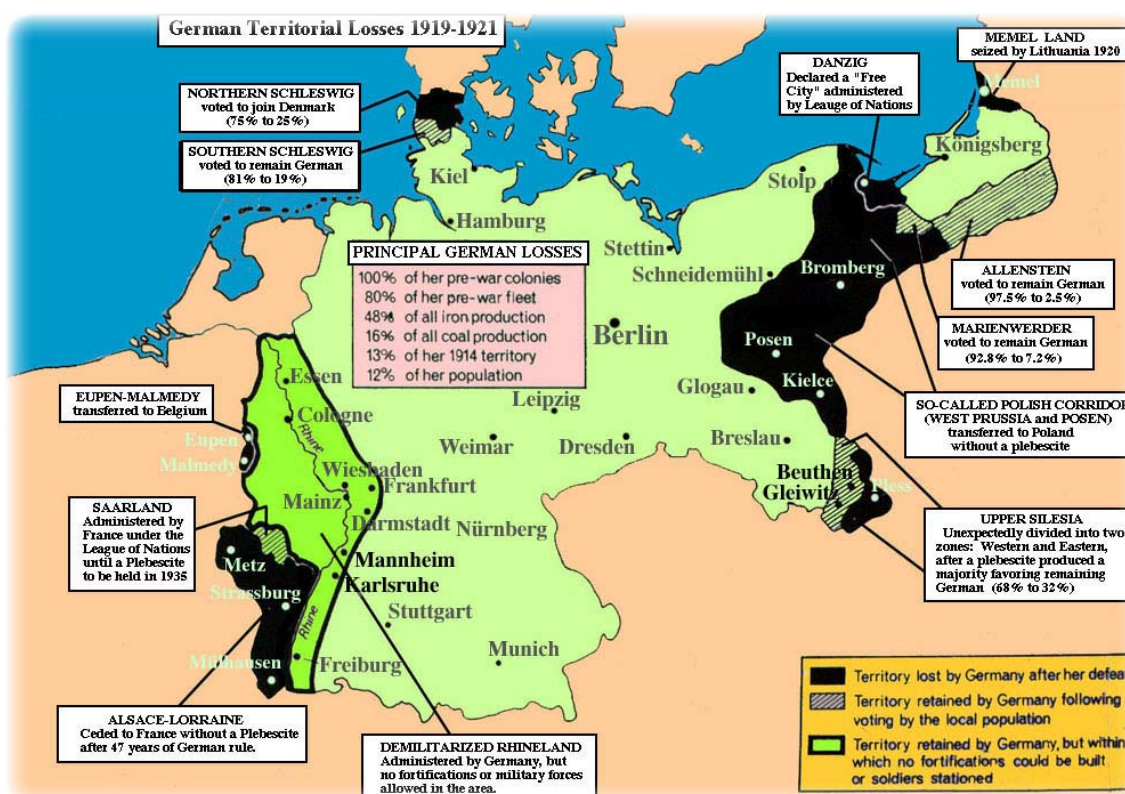 German Territorial Losses 1919-1921
MEMEL LAND
seized by Lithuania 1920
Memel
DANZIG
Declared a "Free
City" administered
by Leauge of Nations
NORTHERN SCHLESWIG
voted to join Denmark
(75% to 25%)
SOUTHERN SCHLESWIG
voted to remain German
(81% to 19%)
Königsberg
Kiel
Stolp
Hamburg
Stettin
Schneidemühl
Bromberg
PRINCIPAL GERMAN LOSSES
100% of her pre-war colonies
80% of her pre-war fleet
48% of all iron production
16% of all coal production
13% of her 1914 territory
12% of her population
ALLENSTEIN
voted to remain German
(97.5% to 2.5%)
MARIENWERDER
voted to remain German
(92.8% to 7.2%)
Berlin
Posen
Kielce
Glogau
Essen
Leipzig
EUPEN-MALMEDY
transferred to Belgium
Cologne
Rhine
Eupen
Malmedy
Weimar
Dresden
Breslau
SO-CALLED POLISH CORRIDOR
(WEST PRUSSIA and POSEN)
transferred to Poland
without a plebescite
Wiesbaden
Frankfurt
Mainz
Beuthen
Gleiwitz
Pless
SAARLAND
Administered by
France under the
League of Nations
until a Plebescite
to be held in 1935
Darmstadt
Nürnberg
UPPER SILESIA
Unexpectedly divided into two
zones: Western and Eastern,
after a plebescite produced a
majority favoring remaining
German (68% to 32%)
Metz
Mannheim
Karlsruhe
Strassburg
Stuttgart
Rhine
Mülhausen
Freiburg
Munich
ALSACE-LORRAINE
Ceded to France without a Plebescite
after 47 years of German rule.
DEMILITARIZED RHINELAND
Administered by Germany, but
no fortifications or military forces
allowed in the area.
Territory lost by Germany after her defea
Territory retained by Germany following
voting by the local population
Territory retained by Germany, but within
which no fortifications could be built
or soldiers stationed